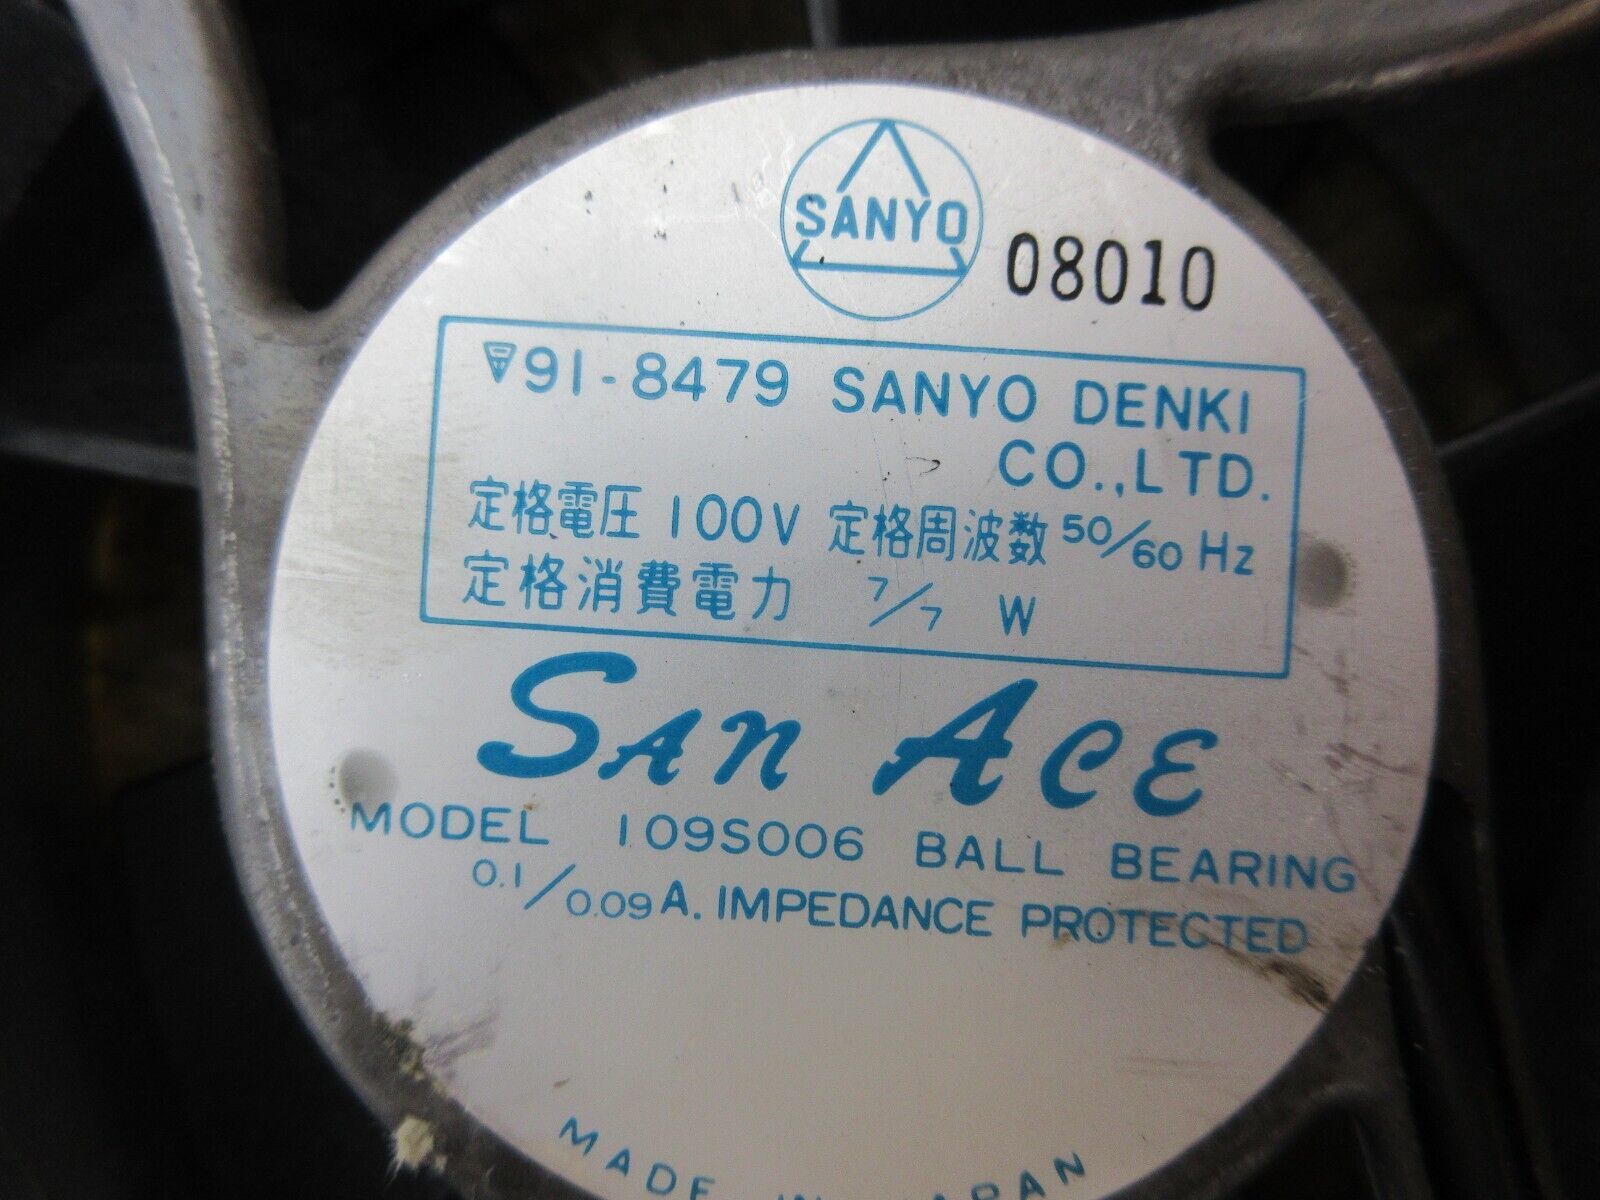 SANYO
08010
91-8479 SANYO DENKI
CO.,LTD.
定格電圧 100V 定格周波数 50/60 Hz
定格消費電力 7/7 W
SAN ACE
MODEL 109S006 BALL BEARING
0.1/0.09A. IMPEDANCE PROTECTED
MADE IN JAPAN